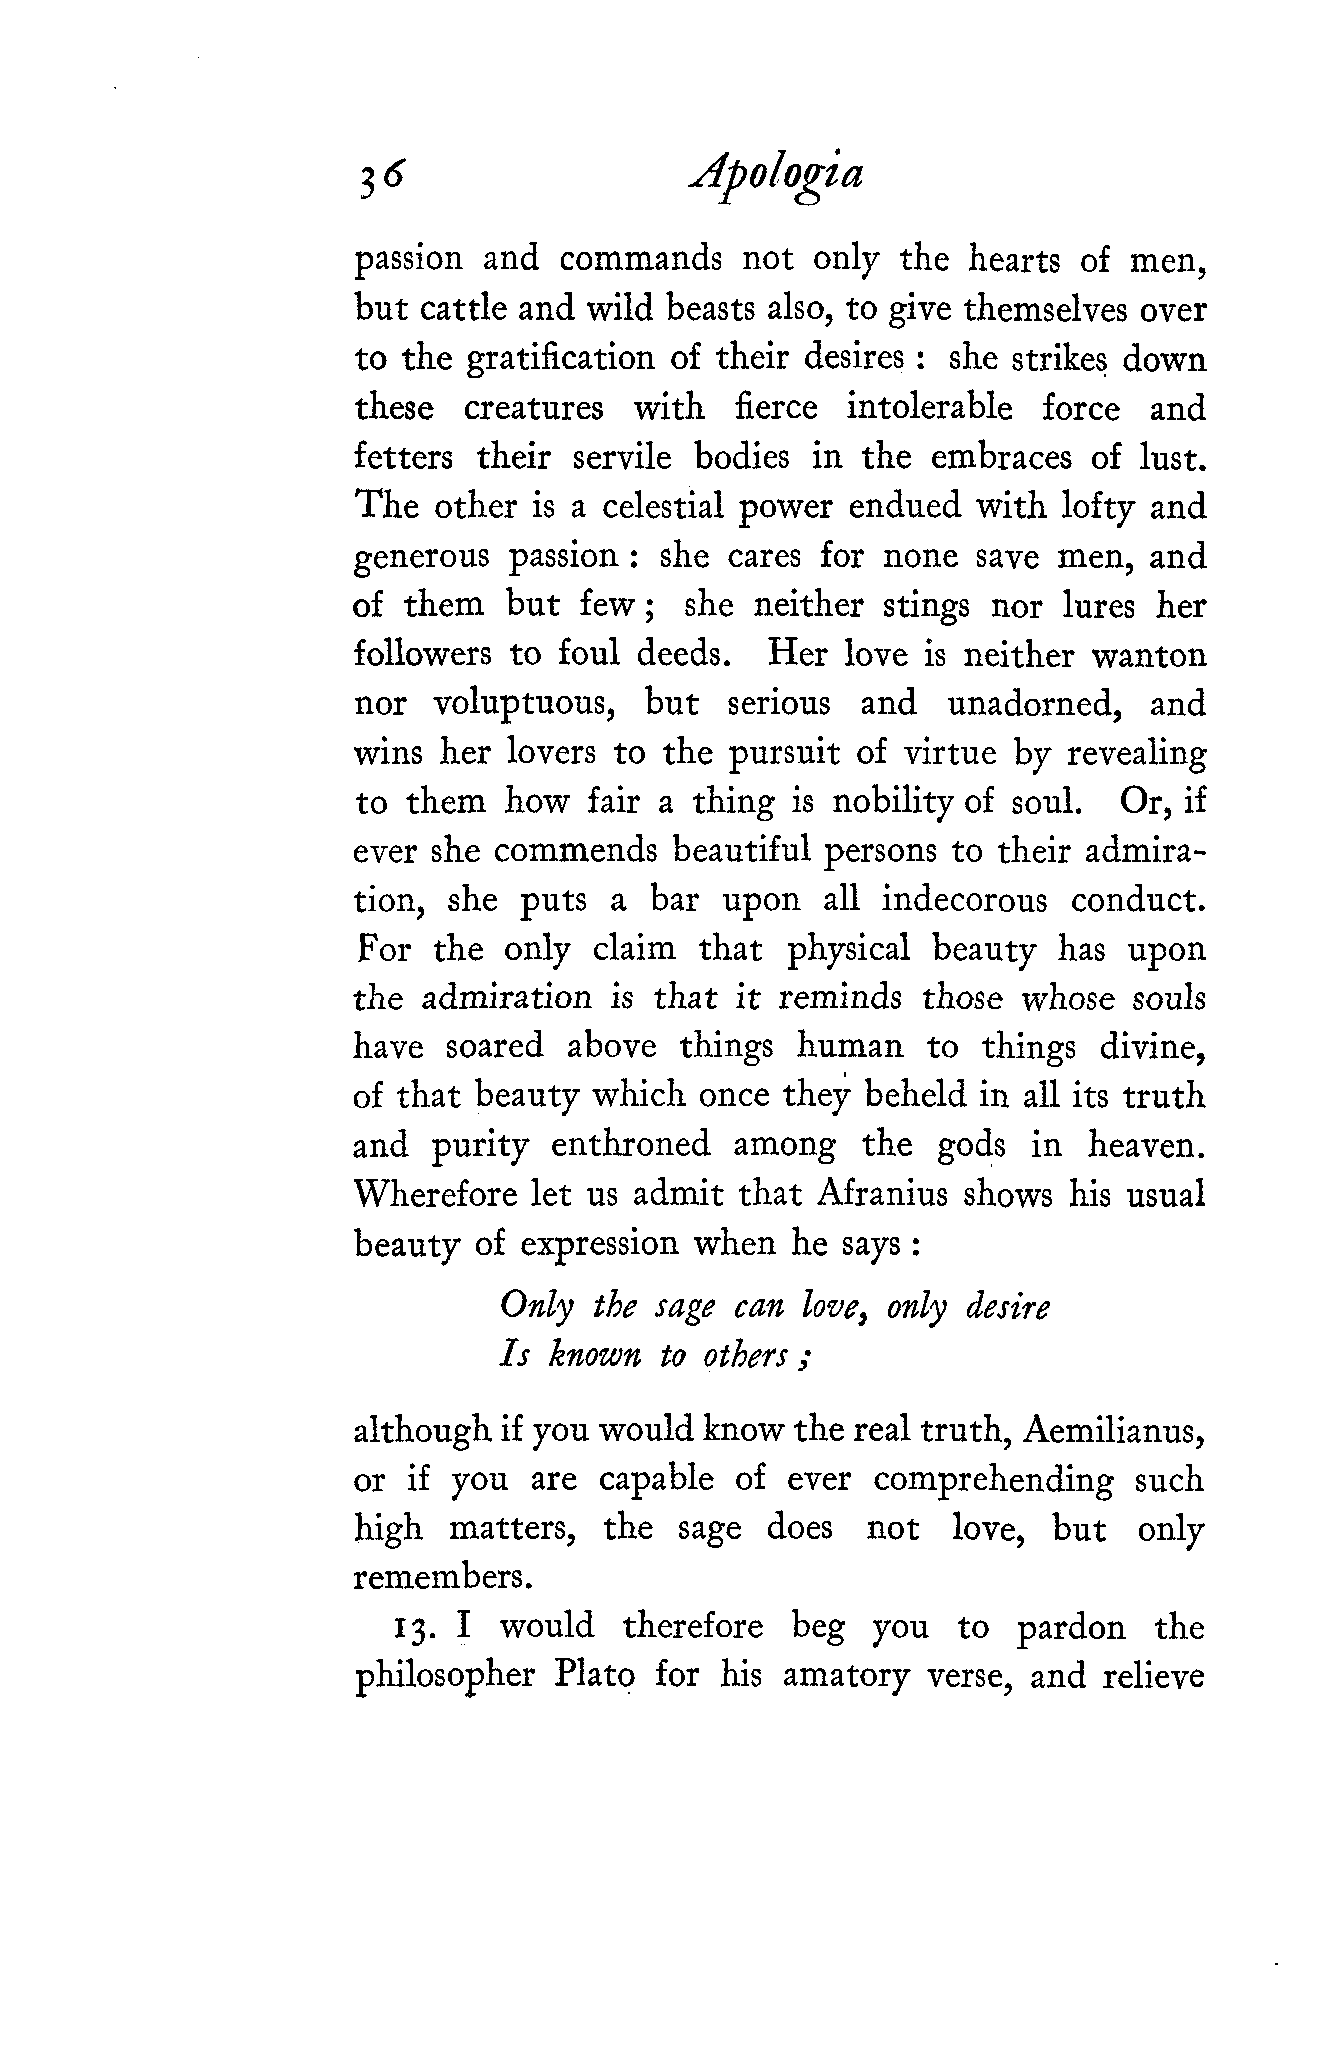 36 Apologia
passion and commands not only the hearts of men,
but cattle and wild beasts also, to give themselves over
to the gratification of their desires : she strikes down
these creatures with fierce intolerable force and
fetters their servile bodies in the embraces of lust.
The other is a celestial power endued with lofty and
generous passion : she cares for none save men, and
of them but few ; she neither stings nor lures her
followers to foul deeds. Her love is neither wanton
nor voluptuous, but serious and unadorned, and
wins her lovers to the pursuit of virtue by revealing
to them how fair a thing is nobility of soul. Or, if
ever she commends beautiful persons to their admira-
tion, she puts a bar upon all indecorous conduct.
For the only claim that physical beauty has upon
the admiration is that it reminds those whose souls
have soared above things human to things divine,
of that beauty which once they beheld in all its truth
and purity enthroned among the gods in heaven.
Wherefore let us admit that Afranius shows his usual
beauty of expression when he says :
Only the sage can love, only desire
Is known to others ;
although if you would know the real truth, Aemilianus,
or if you are capable of ever comprehending such
high matters, the sage does not love, but only
remembers.
13. I would therefore beg you to pardon the
philosopher Plato for his amatory verse, and relieve